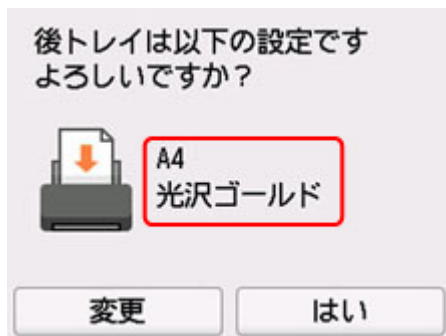 後トレイは以下の設定です
よろしいですか？
A4
光沢ゴールド
変更
はい